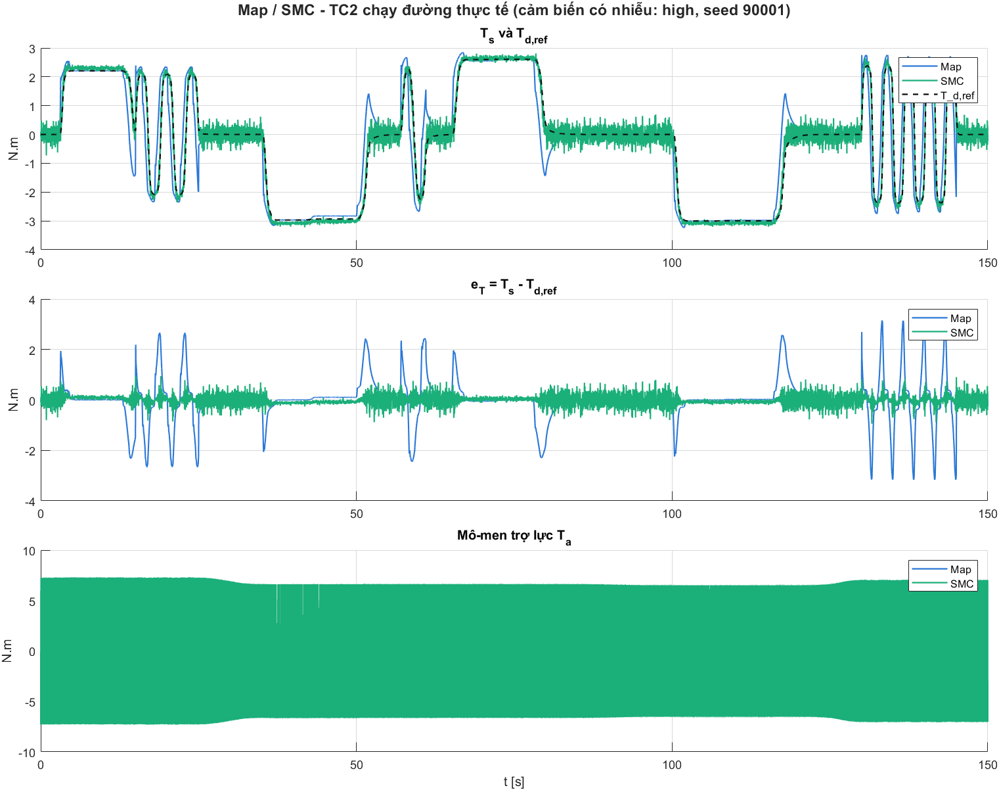 Map / SMC - TC2 chạy đường thực tế (cảm biến có nhiễu: high, seed 90001)
T_s và T_d,ref
3
2
1
0
-1
-2
-3
-4
N.m
Map
SMC
T_d,ref
0
50
100
150
e_T = T_s - T_d,ref
4
2
0
-2
-4
N.m
Map
SMC
0
50
100
150
Mô-men trợ lực T_a
10
5
0
-5
-10
N.m
Map
SMC
0
50
100
150
t [s]